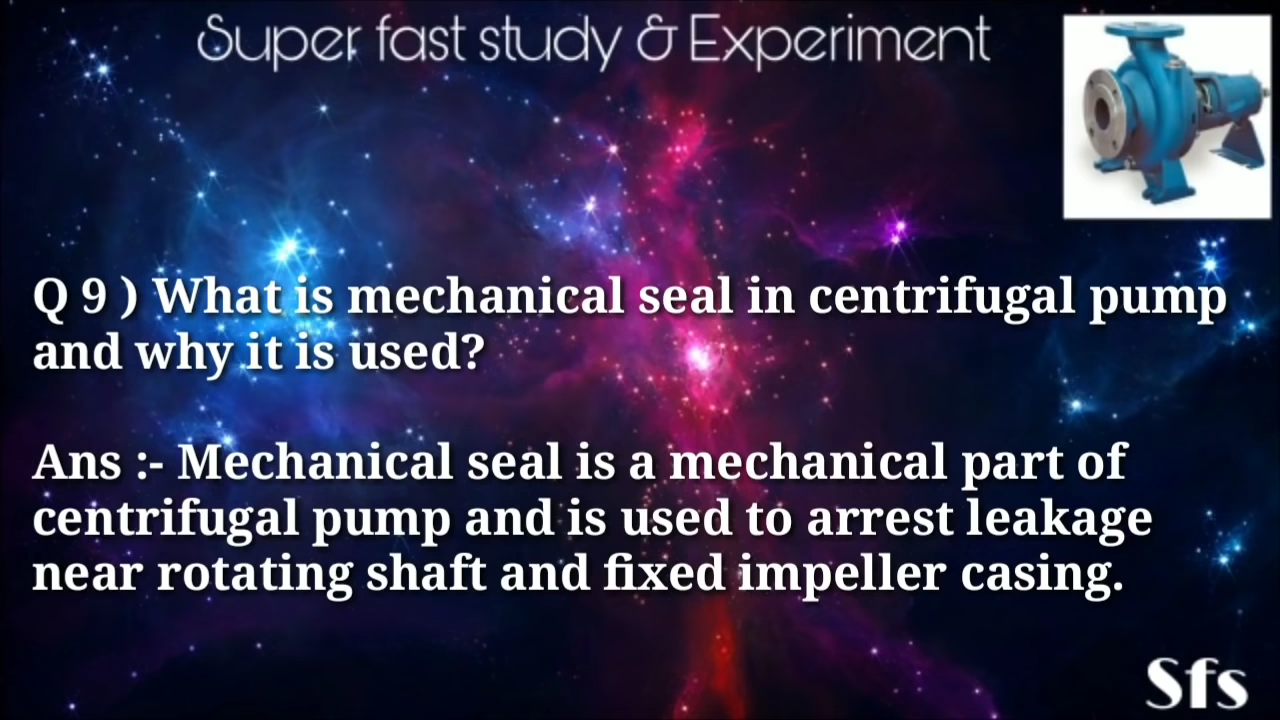 Super fast study & Experiment
Q 9 ) What is mechanical seal in centrifugal pump
and why it is used?
Ans :- Mechanical seal is a mechanical part of
centrifugal pump and is used to arrest leakage
near rotating shaft and fixed impeller casing.
Sfs